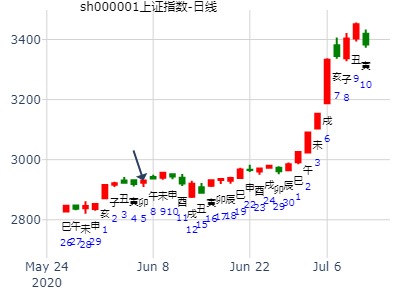 sh000001上证指数-日线
3400
3200
3000
2800
巳 26
午 27
未 28
申 29
亥 1
子 2
丑 3
寅 4
卯 5
午 8
未 9
申 10
酉 11
戌 12
丑 15
寅 16
卯 17
辰 18
巳 19
申 22
酉 23
戌 24
卯 29
辰 30
巳 1
午 2
未 3
戌 6
亥 7
子 8
丑 9
寅 10
May 24
2020
Jun 8
Jun 22
Jul 6